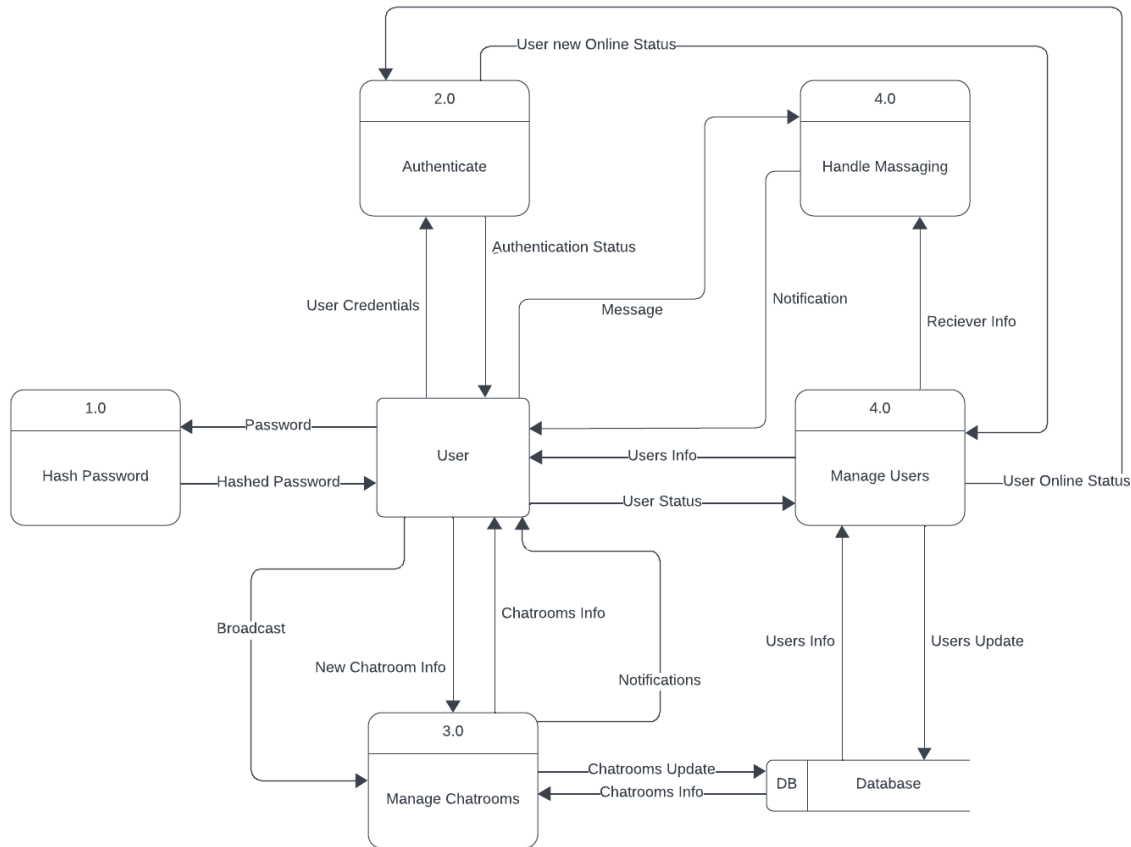 User new Online Status
2.0
4.0
Authenticate
Handle Massaging
Authentication Status
User Credentials
Message
Notification
Reciever Info
1.0
4.0
Password
User
Users Info
Hash Password
Manage Users
Hashed Password
User Status
User Online Status
Chatrooms Info
Broadcast
Users Info
Users Update
New Chatroom Info
Notifications
3.0
Chatrooms Update
Chatrooms Info
DB
Database
Manage Chatrooms